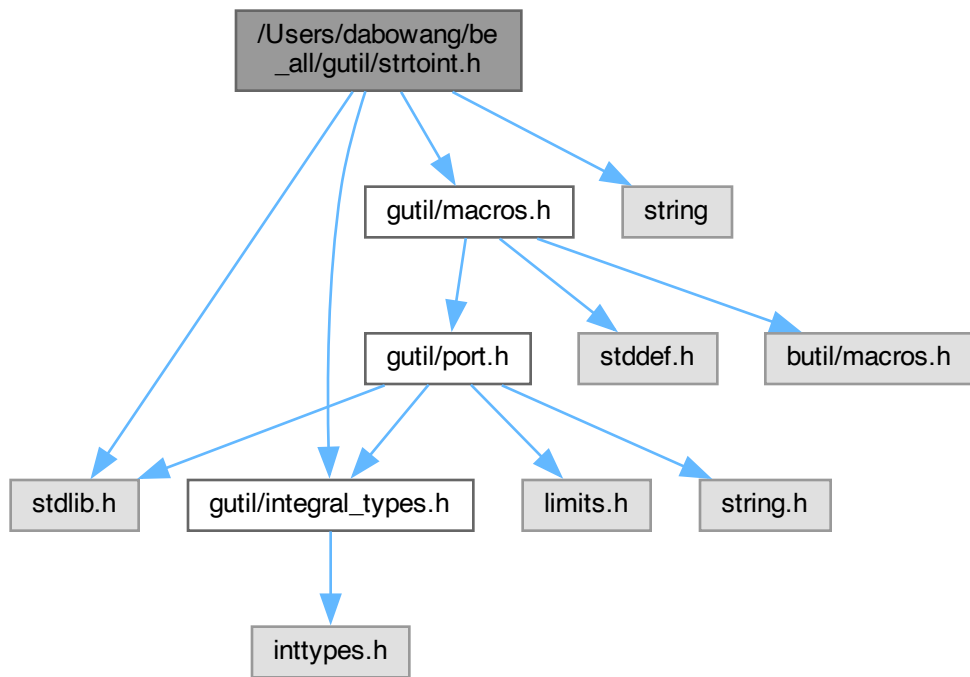 /Users/dabowang/be
_all/gutil/strtoint.h
gutil/macros.h
string
gutil/port.h
stddef.h
butil/macros.h
stdlib.h
gutil/integral_types.h
limits.h
string.h
inttypes.h